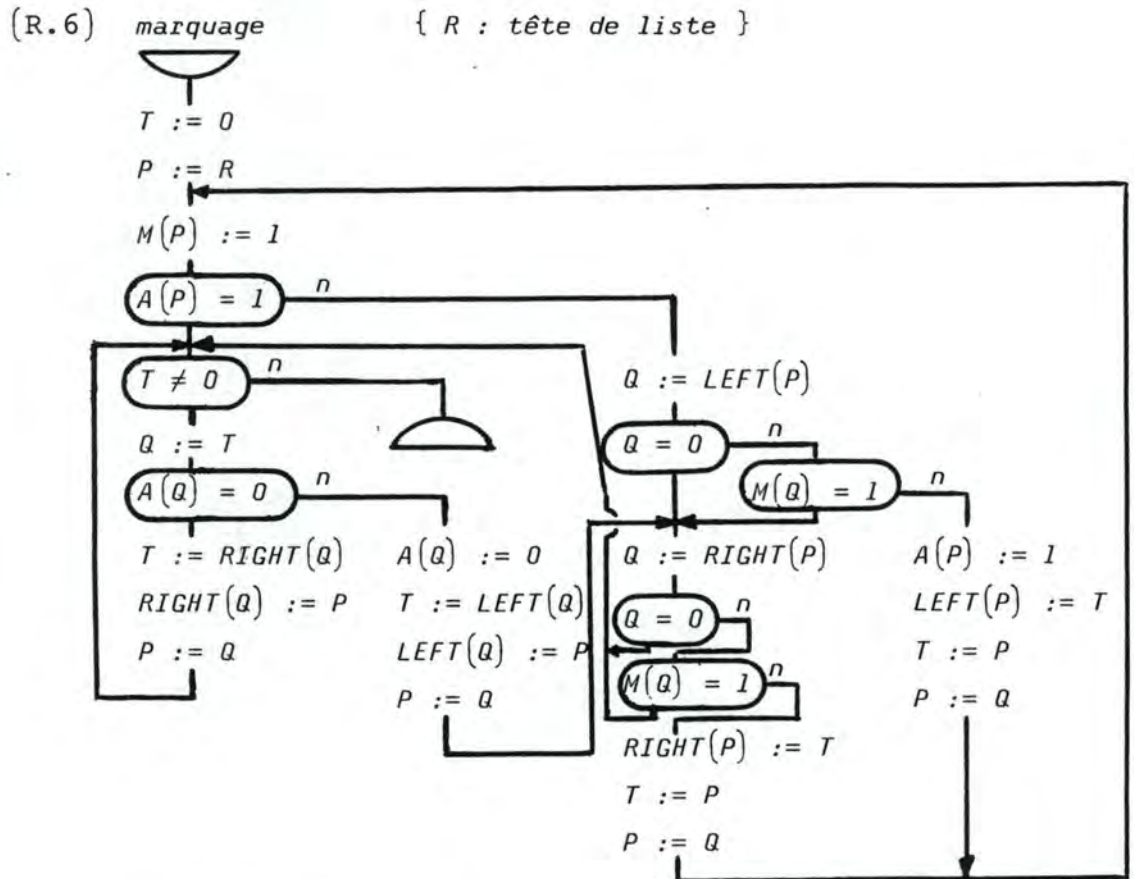 (R.6) marquage { R : tête de liste }
T := 0
P := R
M(P) := 1
A(P) = 1 n
T ≠ 0 n
Q := T
A(Q) = 0 n
T := RIGHT(Q)
RIGHT(Q) := P
P := Q
A(Q) := 0
T := LEFT(Q)
LEFT(Q) := P
P := Q
Q := LEFT(P)
Q = 0 n
M(Q) = 1 n
Q := RIGHT(P)
Q = 0 n
M(Q) = 1 n
RIGHT(P) := T
T := P
P := Q
A(P) := 1
LEFT(P) := T
T := P
P := Q